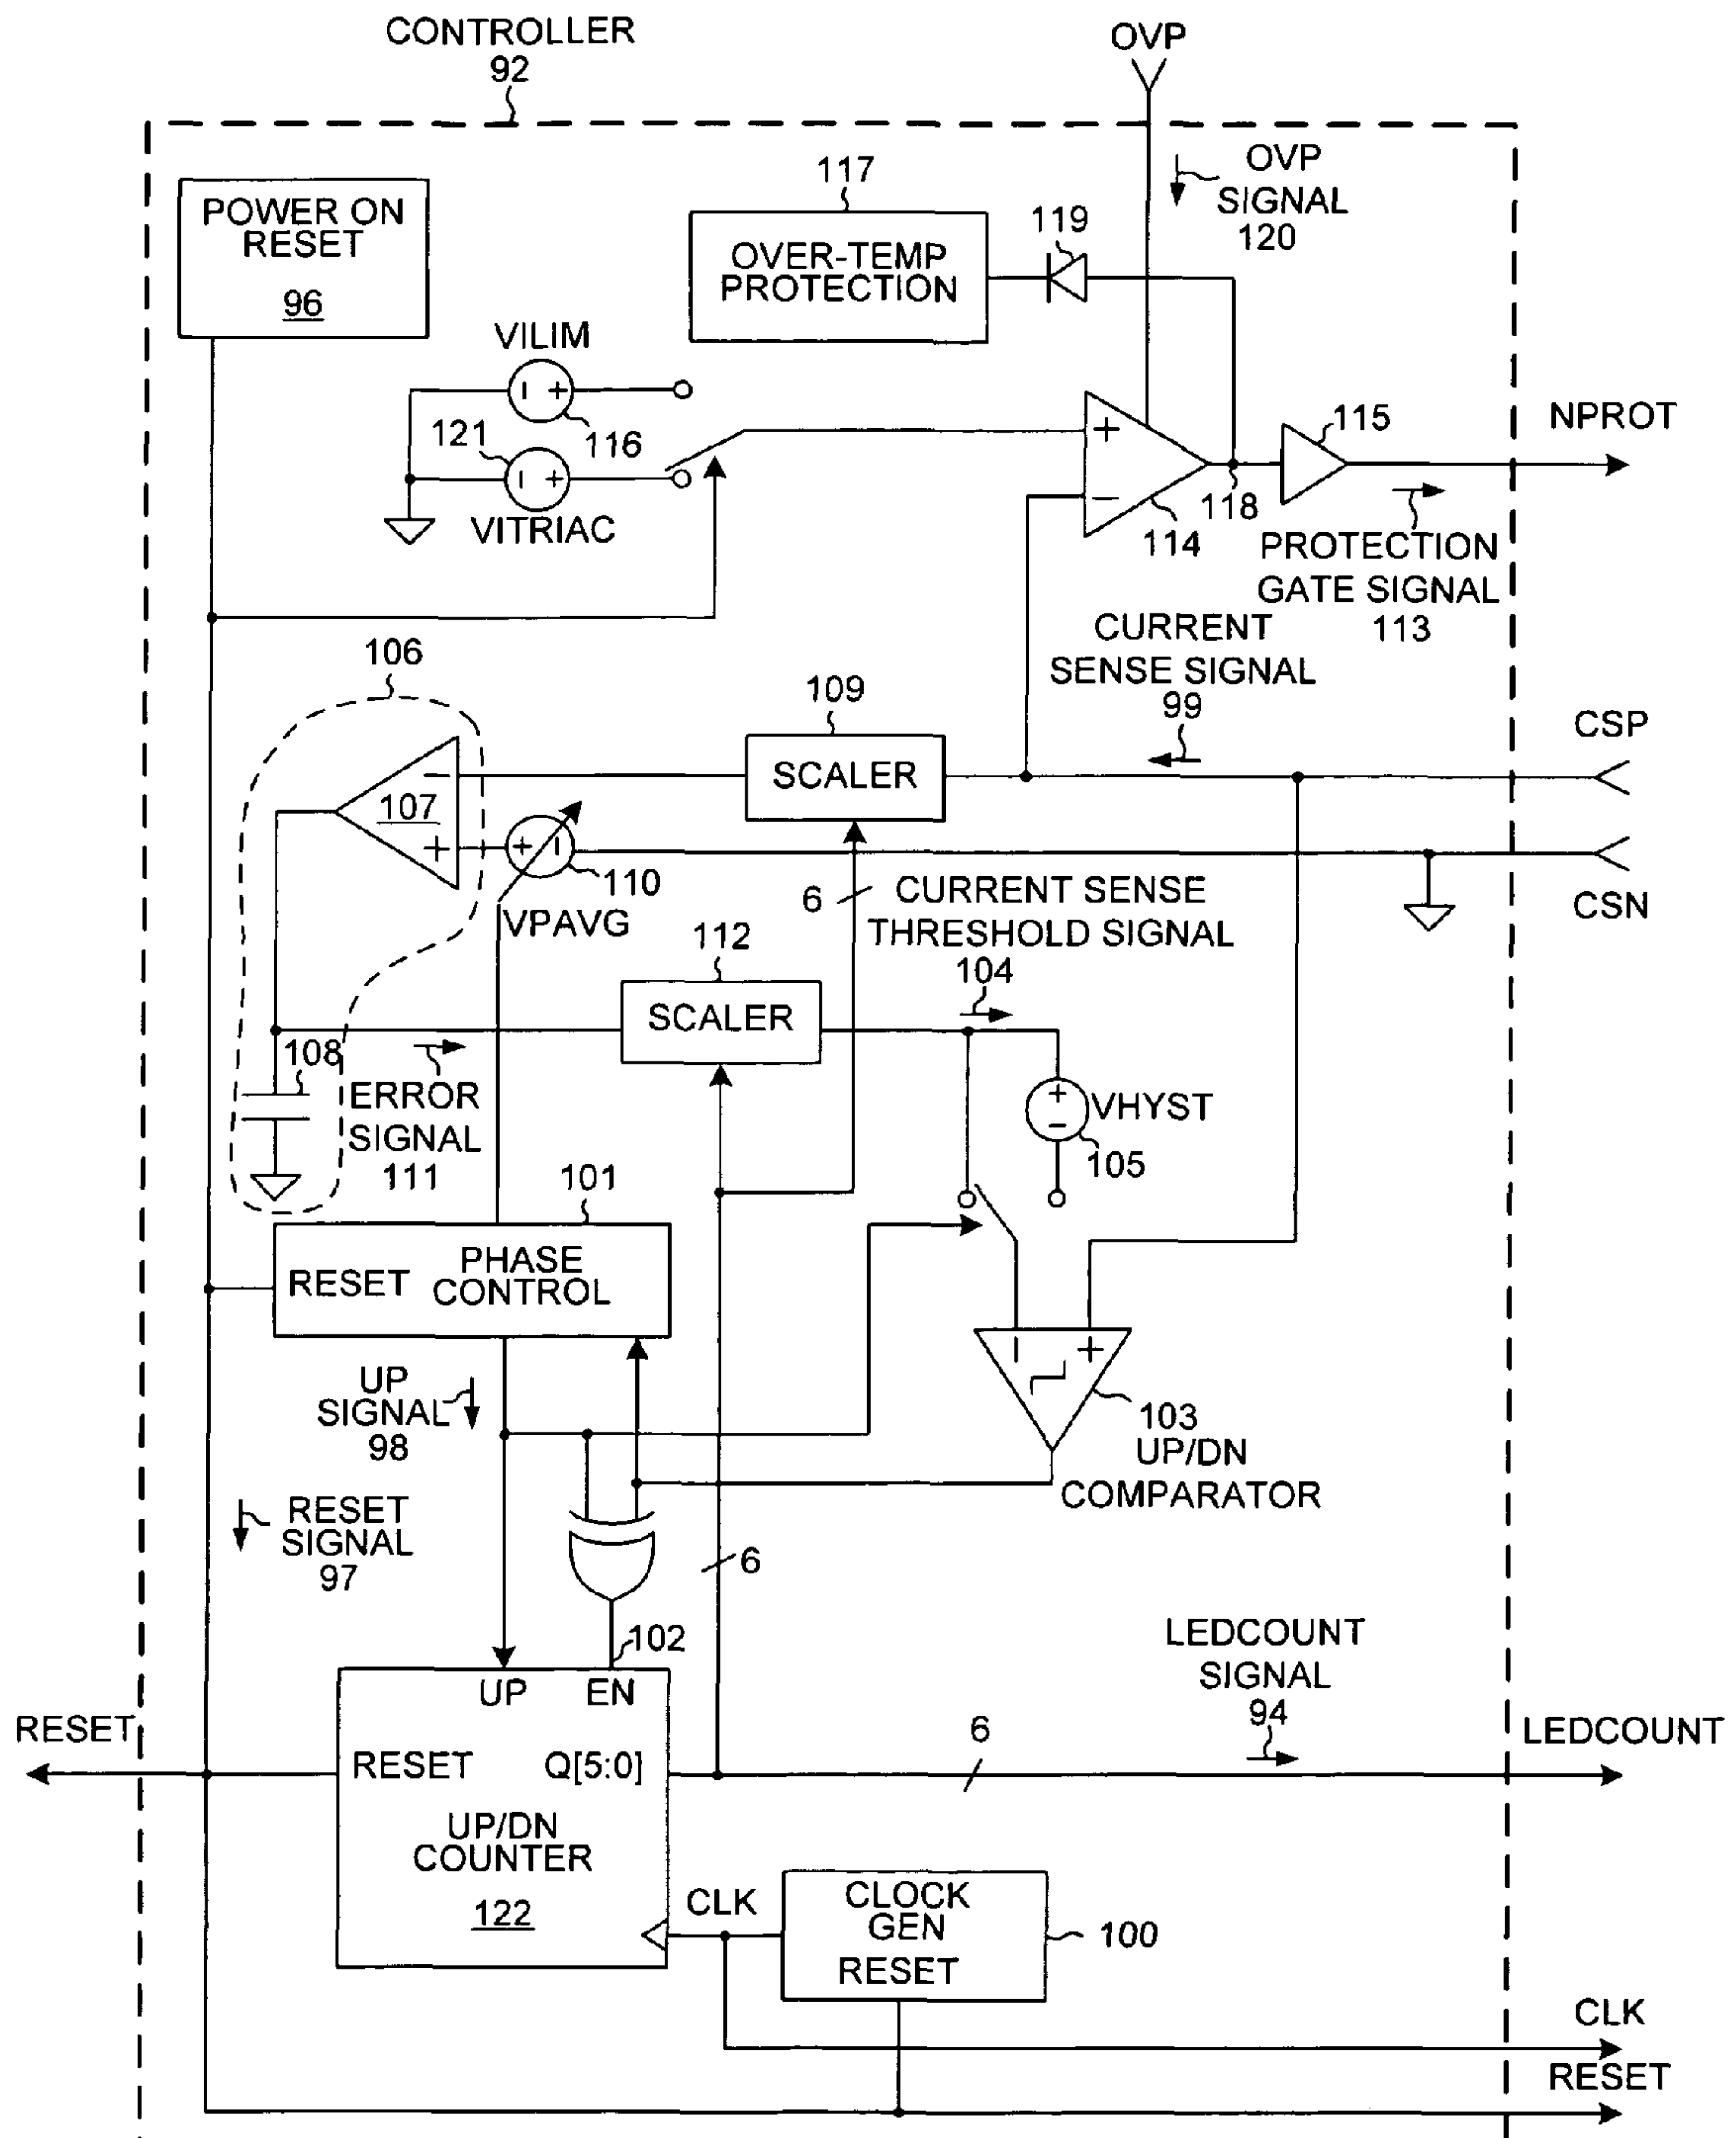 CONTROLLER
92
OVP
OVP
SIGNAL
120
POWER ON
RESET
96
117
OVER-TEMP
PROTECTION
119
VILIM
- +
116
121
- +
VITRIAC
+
-
114
118
115
NPROT
PROTECTION
GATE SIGNAL
113
CURRENT
SENSE SIGNAL
99
106
109
SCALER
CSP
-
107
+
+ -
110
VPAVG
6
CURRENT SENSE
THRESHOLD SIGNAL
104
CSN
112
SCALER
108
ERROR
SIGNAL
111
+
-
VHYST
105
101
RESET
PHASE
CONTROL
- +
103
UP/DN
COMPARATOR
UP
SIGNAL
98
RESET
SIGNAL
97
6
102
UP EN
RESET
Q[5:0]
UP/DN
COUNTER
122
RESET
LEDCOUNT
SIGNAL
94
6
LEDCOUNT
CLK
CLOCK
GEN
RESET
100
CLK
RESET